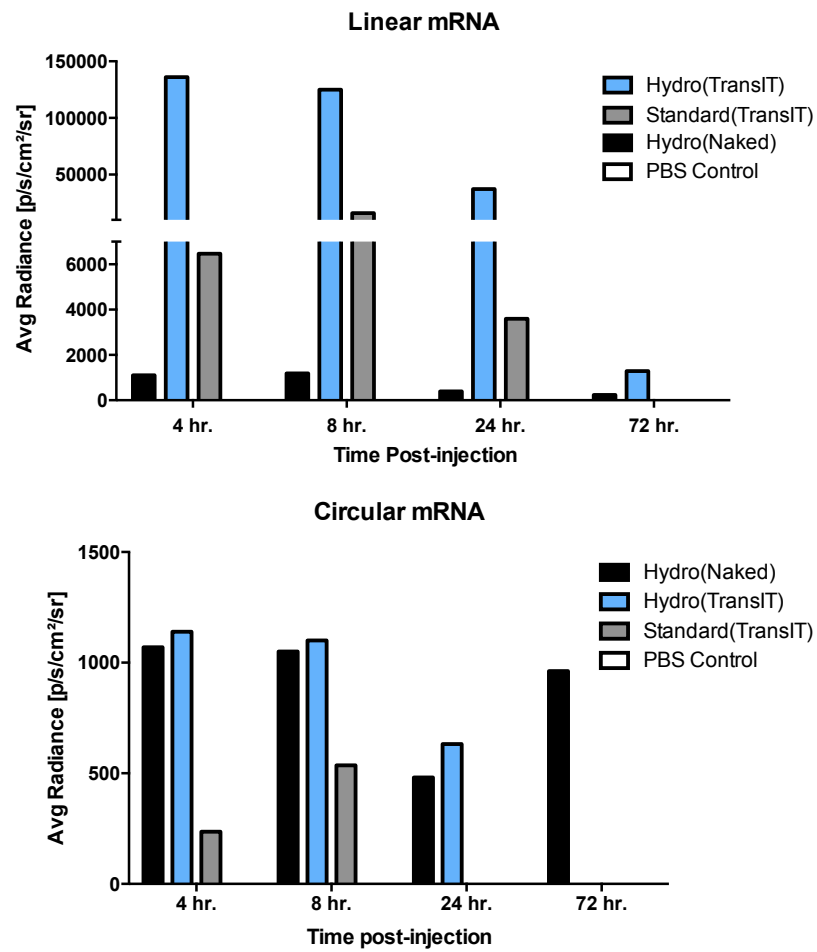 Linear mRNA
150000
100000
50000
6000
4000
2000
0
Avg Radiance [p/s/cm²/sr]
Hydro(TransIT)
Standard(TransIT)
Hydro(Naked)
PBS Control
4 hr. 8 hr. 24 hr. 72 hr.
Time Post-injection
Circular mRNA
1500
1000
500
0
Avg Radiance [p/s/cm²/sr]
Hydro(Naked)
Hydro(TransIT)
Standard(TransIT)
PBS Control
4 hr. 8 hr. 24 hr. 72 hr.
Time post-injection